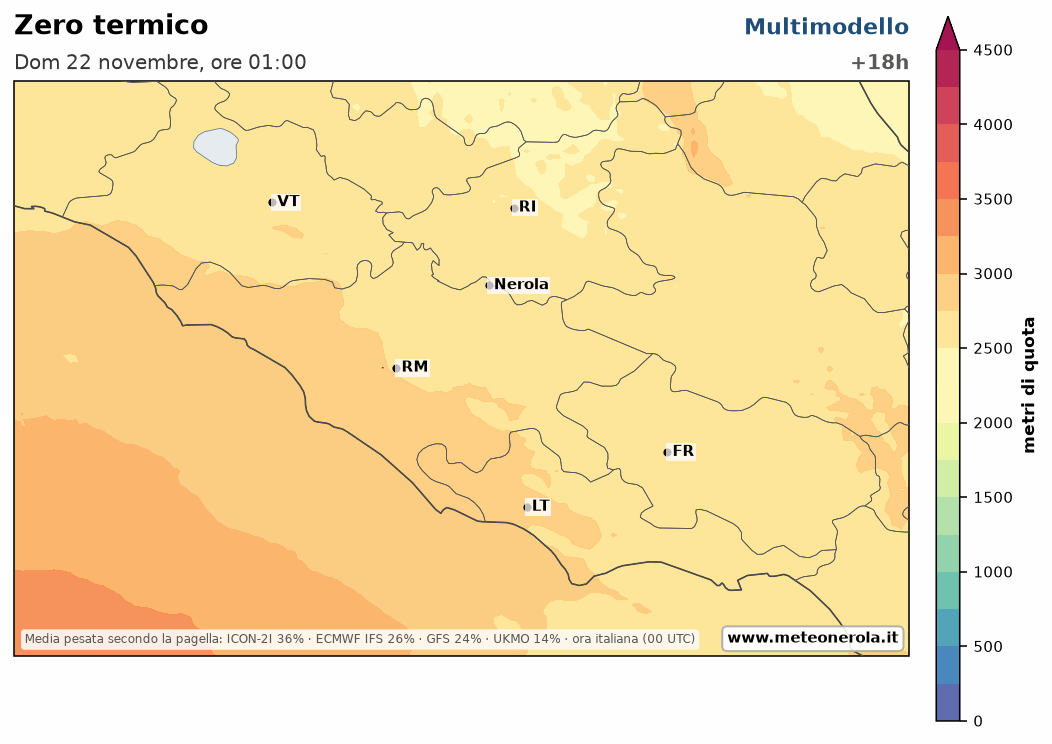 Zero termico
Multimodello
Dom 22 novembre, ore 01:00
+18h
VT
RI
Nerola
RM
FR
LT
Media pesata secondo la pagella: ICON-2I 36% · ECMWF IFS 26% · GFS 24% · UKMO 14% · ora italiana (00 UTC)
www.meteonerola.it
4500
4000
3500
3000
2500
2000
1500
1000
500
0
metri di quota